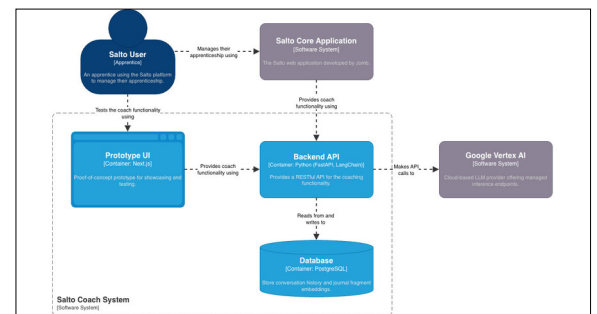 Salto User
[Apprentice]
An apprentice using the Salto platform
to manage their apprenticeship.
Manages their
apprenticeship using
Salto Core Application
[Software System]
The Salto web application developed by Jomb.
Tests the coach functionality
using
Provides coach
functionality using
Prototype UI
[Container: Next.js]
Proof-of-concept prototype for showcasing and
testing.
Provides coach
functionality using
Backend API
[Container: Python (FastAPI, LangChain)]
Provides a RESTful API for the coaching
functionality.
Makes API
calls to
Google Vertex AI
[Software System]
Cloud-based LLM provider offering managed
inference endpoints.
Reads from and
writes to
Database
[Container: PostgreSQL]
Store conversation history and journal fragment
embeddings.
Salto Coach System
[Software System]